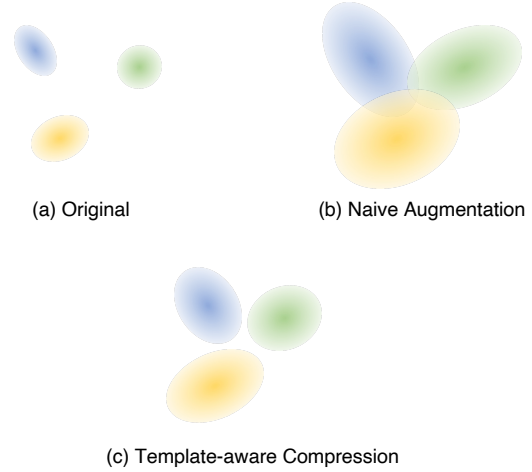 (a) Original
(b) Naive Augmentation
(c) Template-aware Compression